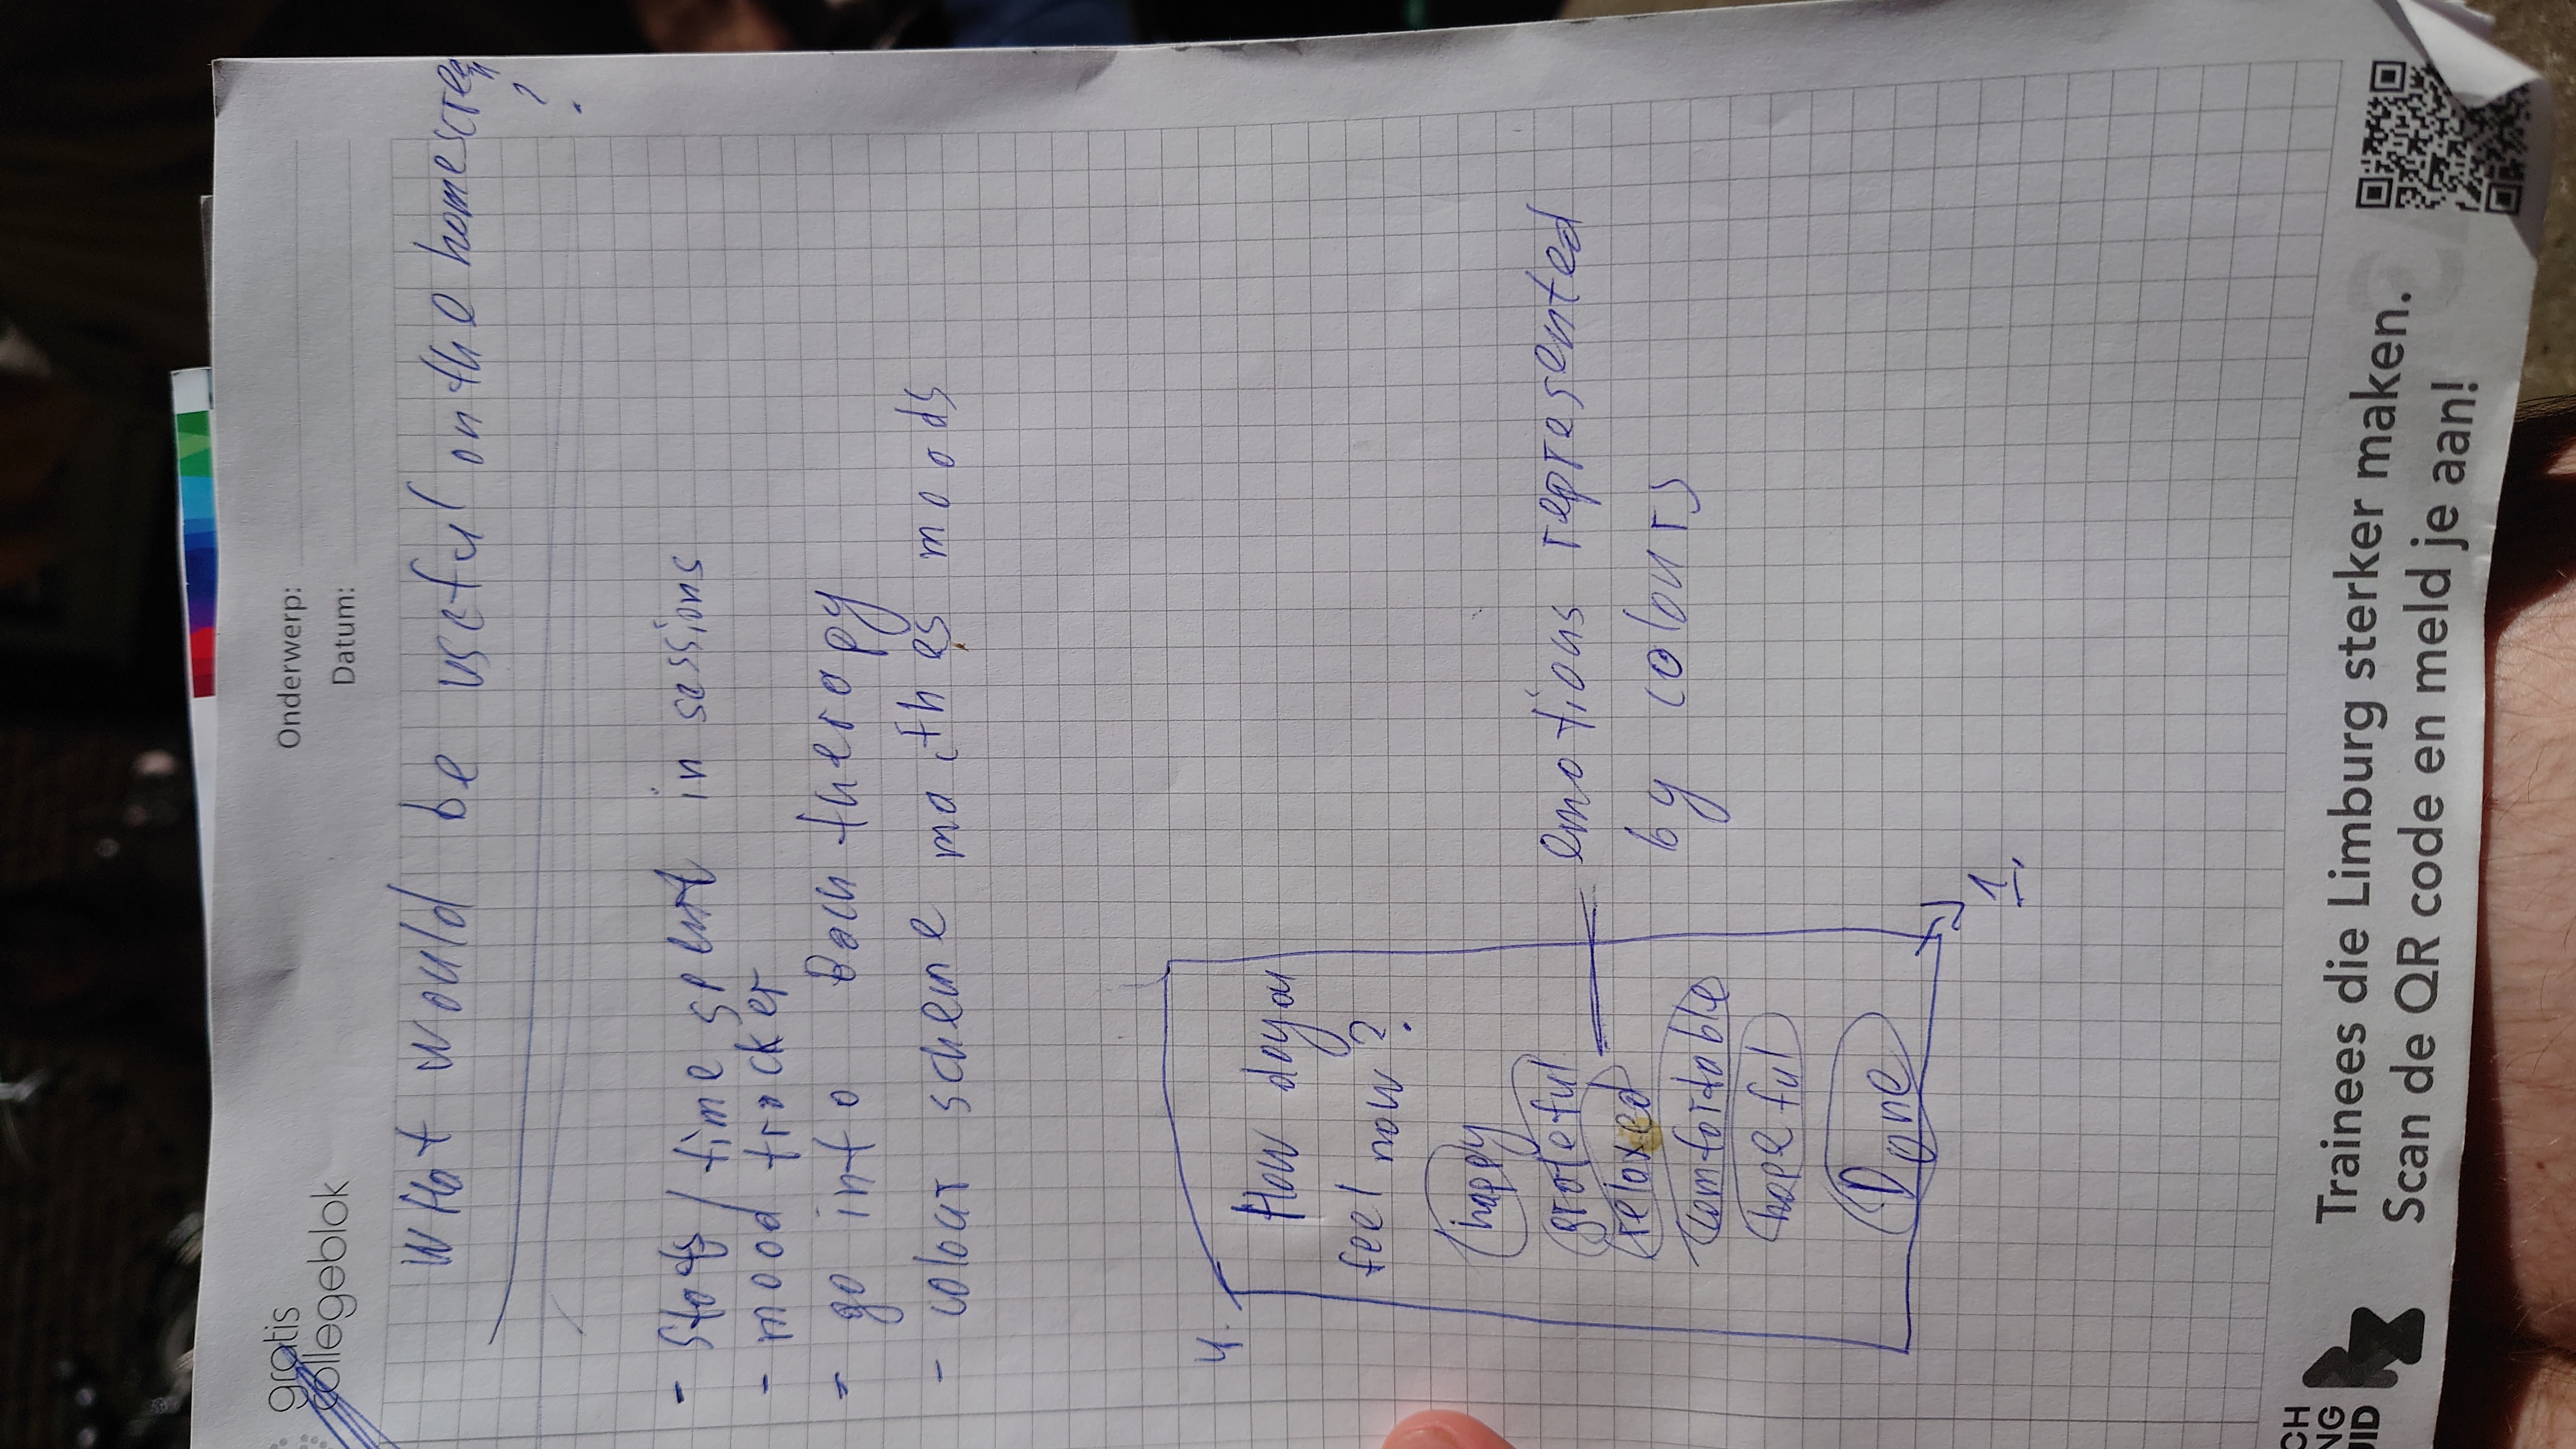 gratis
collegeblok
Onderwerp:
Datum:
WHat would be useful on the homescreen
?
- Stats / time spent in sessions
- mood tracker
- go into Bach therapy
- colour scheme macthes moods
4.
How do you
feel now?
happy
grateful
relaxed
comfortable
hopeful
Done
emotions represented
by colours
1.
CH
NG
UID
Trainees die Limburg sterker maken.
Scan de QR code en meld je aan!